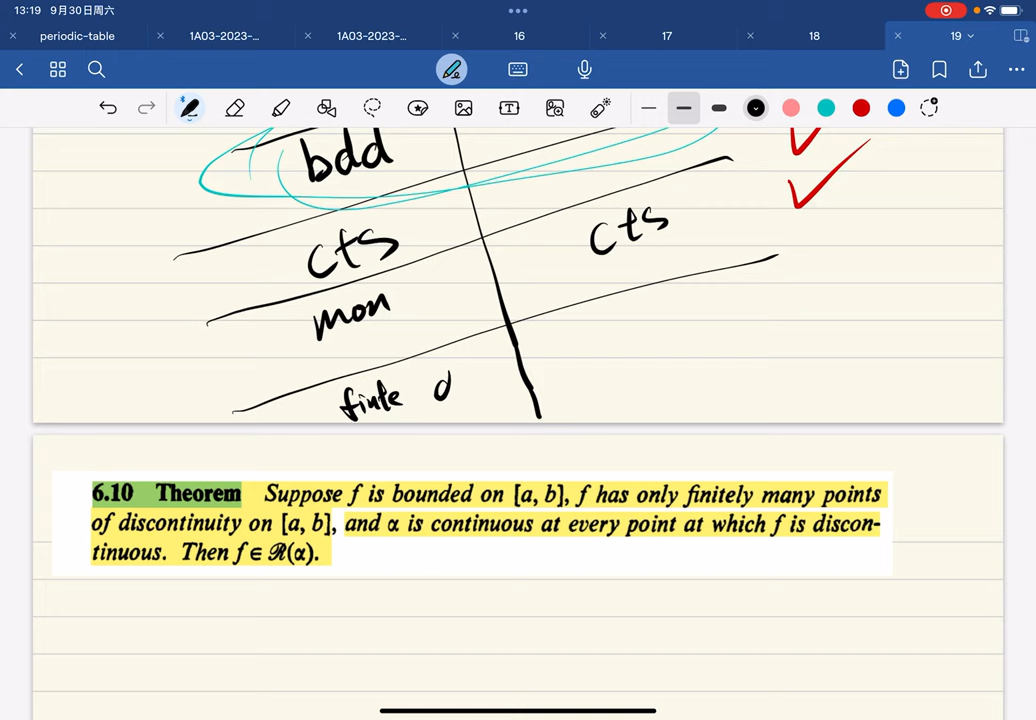 13:19 9月30日周六
periodic-table
1A03-2023-...
1A03-2023-...
16
17
18
19
bdd
cts
cts
mon
finte d
6.10 Theorem Suppose f is bounded on [a, b], f has only finitely many points
of discontinuity on [a, b], and α is continuous at every point at which f is discon-
tinuous. Then f ∈ ℛ(α).